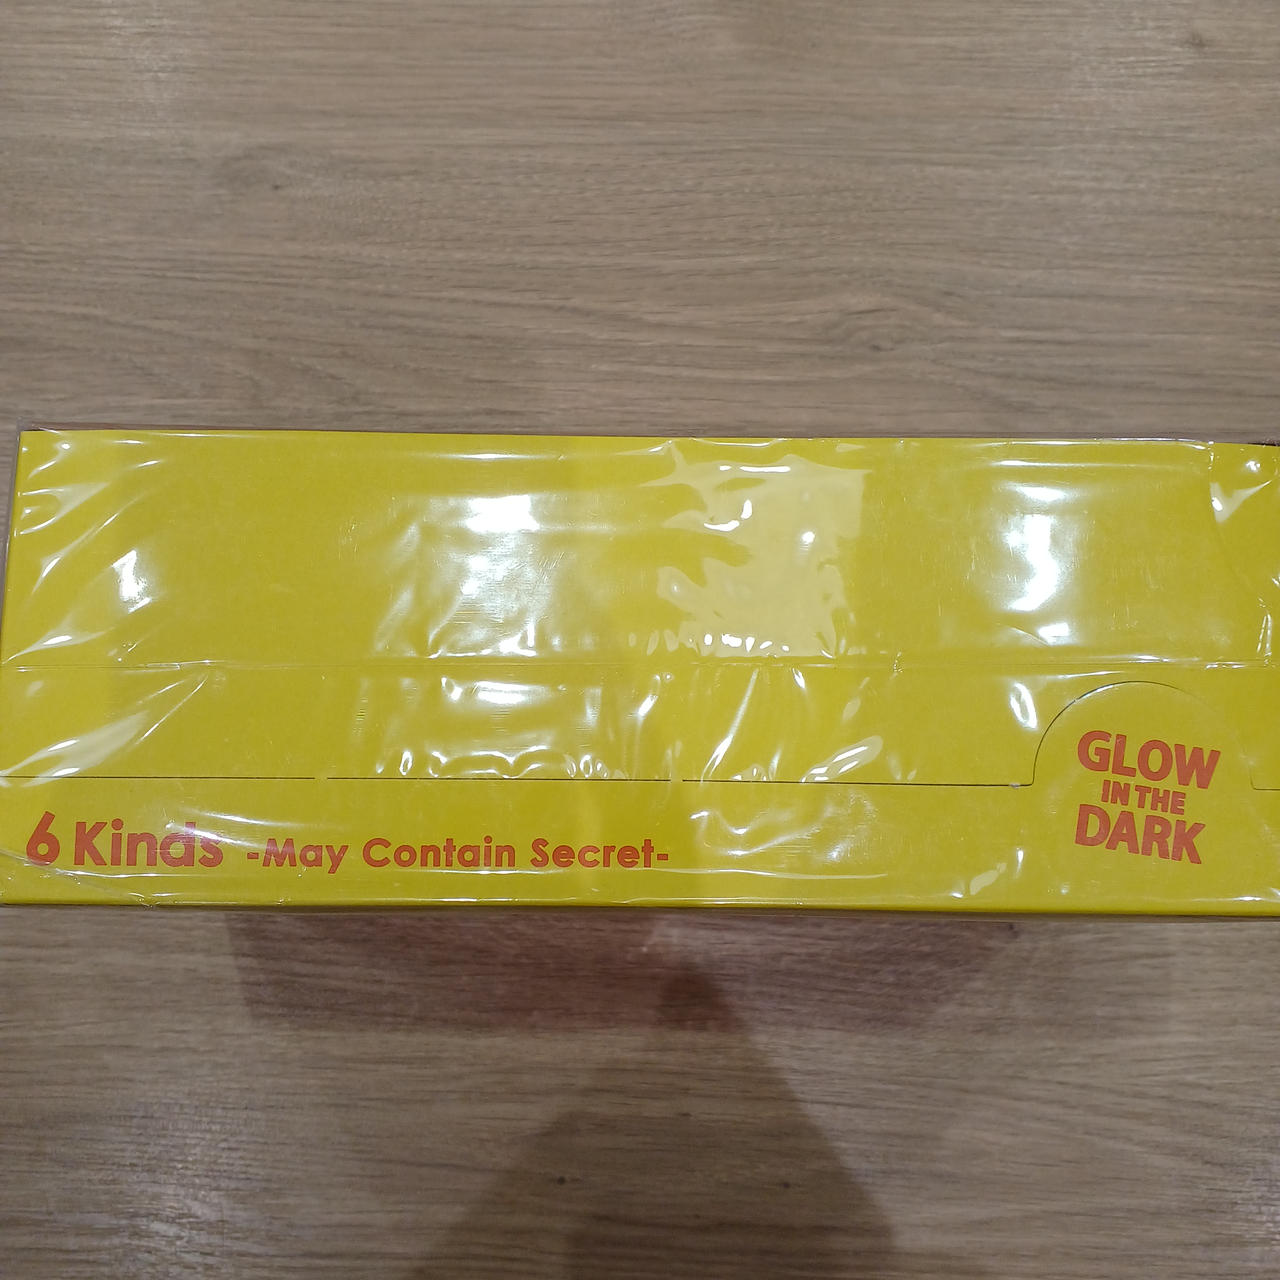 6 Kinds -May Contain Secret-
GLOW
IN THE
DARK